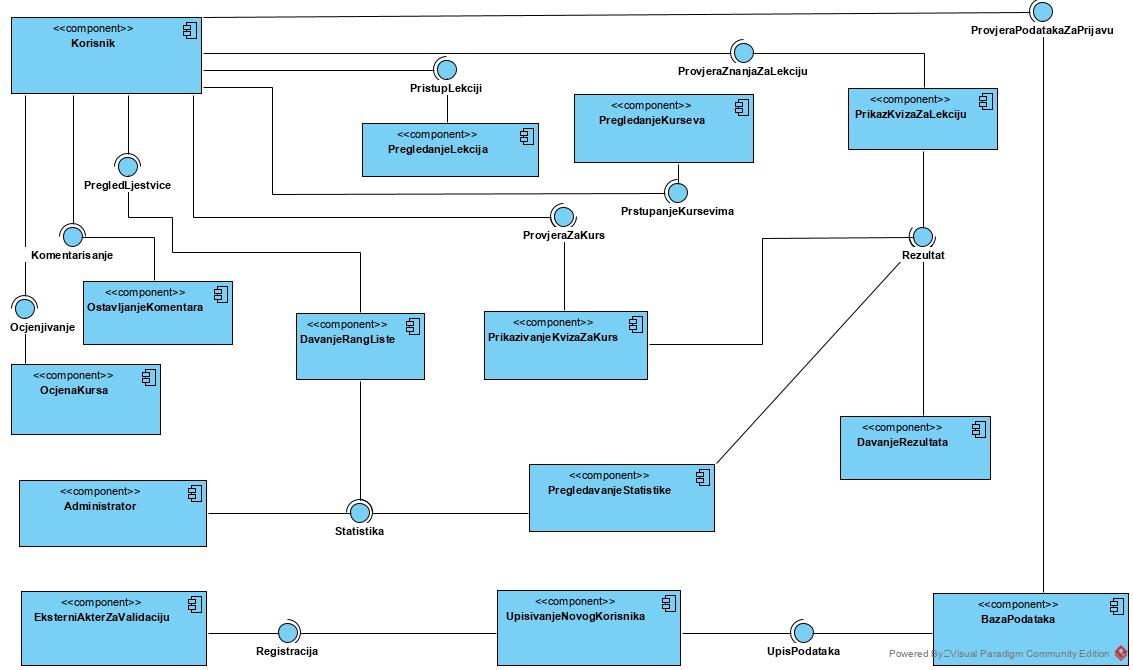 <<component>>
Korisnik
ProvjeraPodatakaZaPrijavu
ProvjeraZnanjaZaLekciju
PristupLekciji
<<component>>
PregledanjeLekcija
<<component>>
PregledanjeKurseva
<<component>>
PrikazKvizaZaLekciju
PregledLjestvice
PrstupanjeKursevima
ProvjeraZaKurs
Komentarisanje
Rezultat
<<component>>
OstavljanjeKomentara
Ocjenjivanje
<<component>>
DavanjeRangListe
<<component>>
PrikazivanjeKvizaZaKurs
<<component>>
OcjenaKursa
<<component>>
DavanjeRezultata
<<component>>
Administrator
Statistika
<<component>>
PregledavanjeStatistike
<<component>>
EksterniAkterZaValidaciju
Registracija
<<component>>
UpisivanjeNovogKorisnika
UpisPodataka
<<component>>
BazaPodataka
Powered By Visual Paradigm Community Edition